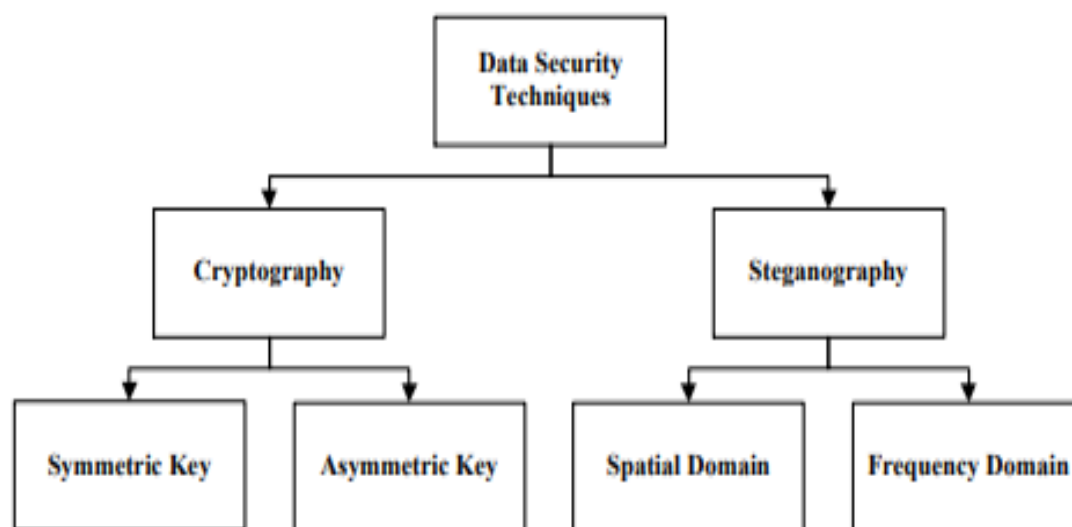 Data Security
Techniques
Cryptography
Steganography
Symmetric Key
Asymmetric Key
Spatial Domain
Frequency Domain